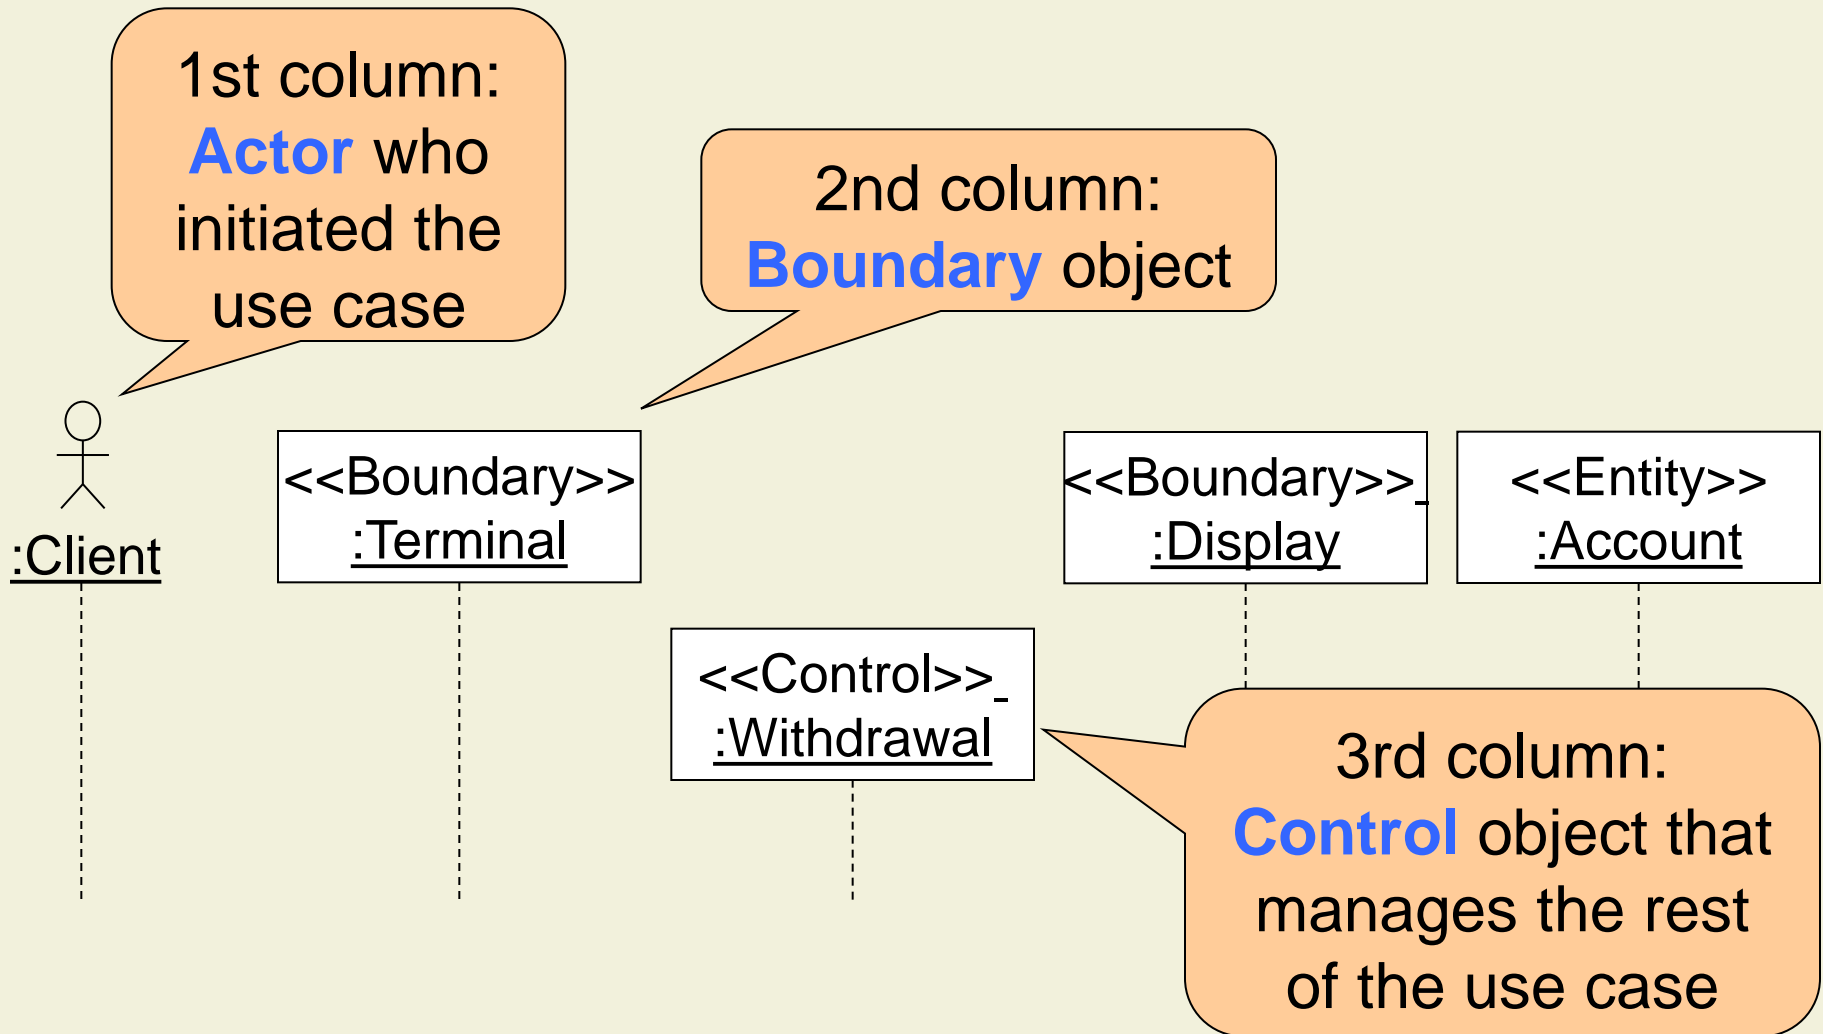 1st column:
Actor who
initiated the
use case
2nd column:
Boundary object
:Client
<<Boundary>>
:Terminal
<<Boundary>>
:Display
<<Entity>>
:Account
<<Control>>
:Withdrawal
3rd column:
Control object that
manages the rest
of the use case